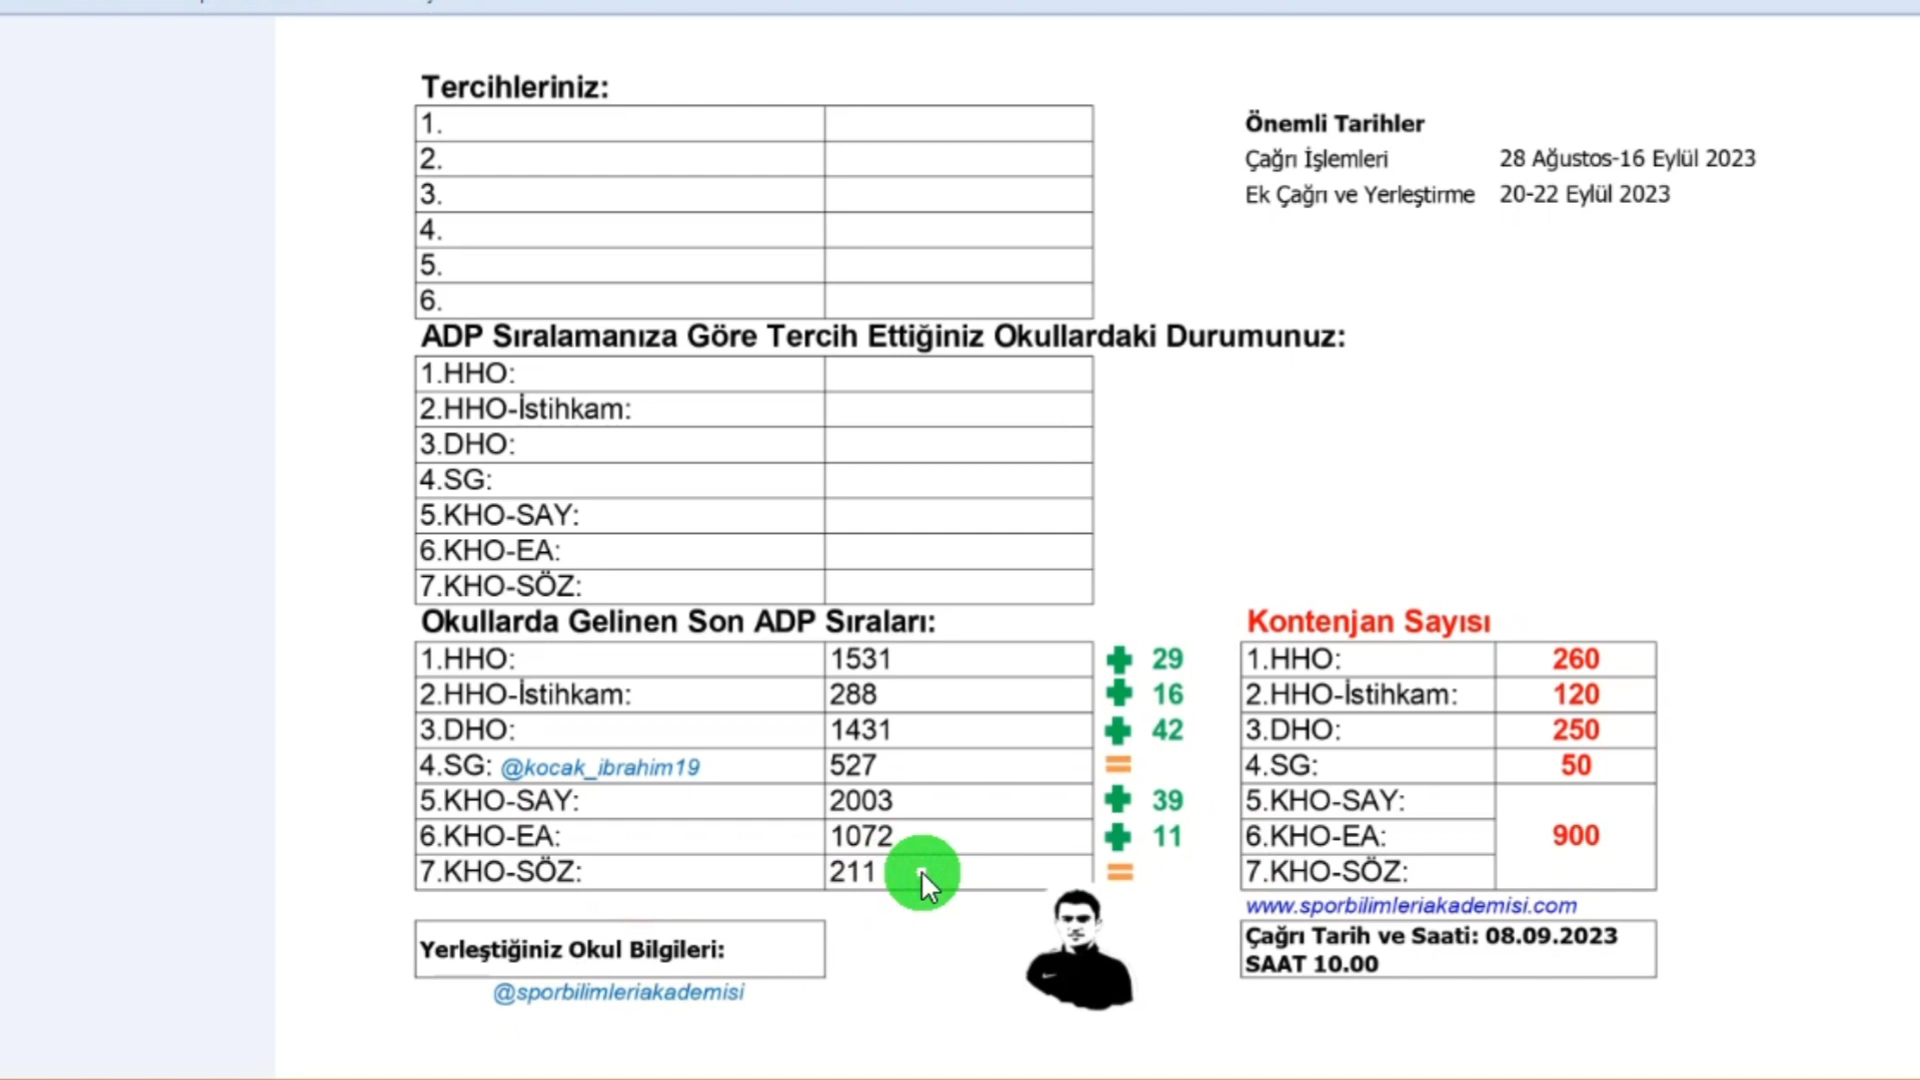 Tercihleriniz:
1.
2.
3.
4.
5.
6.
Önemli Tarihler
Çağrı İşlemleri 28 Ağustos-16 Eylül 2023
Ek Çağrı ve Yerleştirme 20-22 Eylül 2023
ADP Sıralamanıza Göre Tercih Ettiğiniz Okullardaki Durumunuz:
1.HHO:
2.HHO-İstihkam:
3.DHO:
4.SG:
5.KHO-SAY:
6.KHO-EA:
7.KHO-SÖZ:
Okullarda Gelinen Son ADP Sıraları:
1.HHO: 1531 + 29
2.HHO-İstihkam: 288 + 16
3.DHO: 1431 + 42
4.SG: @kocak_ibrahim19 527 =
5.KHO-SAY: 2003 + 39
6.KHO-EA: 1072 + 11
7.KHO-SÖZ: 211 =
Kontenjan Sayısı
1.HHO: 260
2.HHO-İstihkam: 120
3.DHO: 250
4.SG: 50
5.KHO-SAY:
6.KHO-EA: 900
7.KHO-SÖZ:
www.sporbilimleriakademisi.com
Yerleştiğiniz Okul Bilgileri:
@sporbilimleriakademisi
Çağrı Tarih ve Saati: 08.09.2023
SAAT 10.00